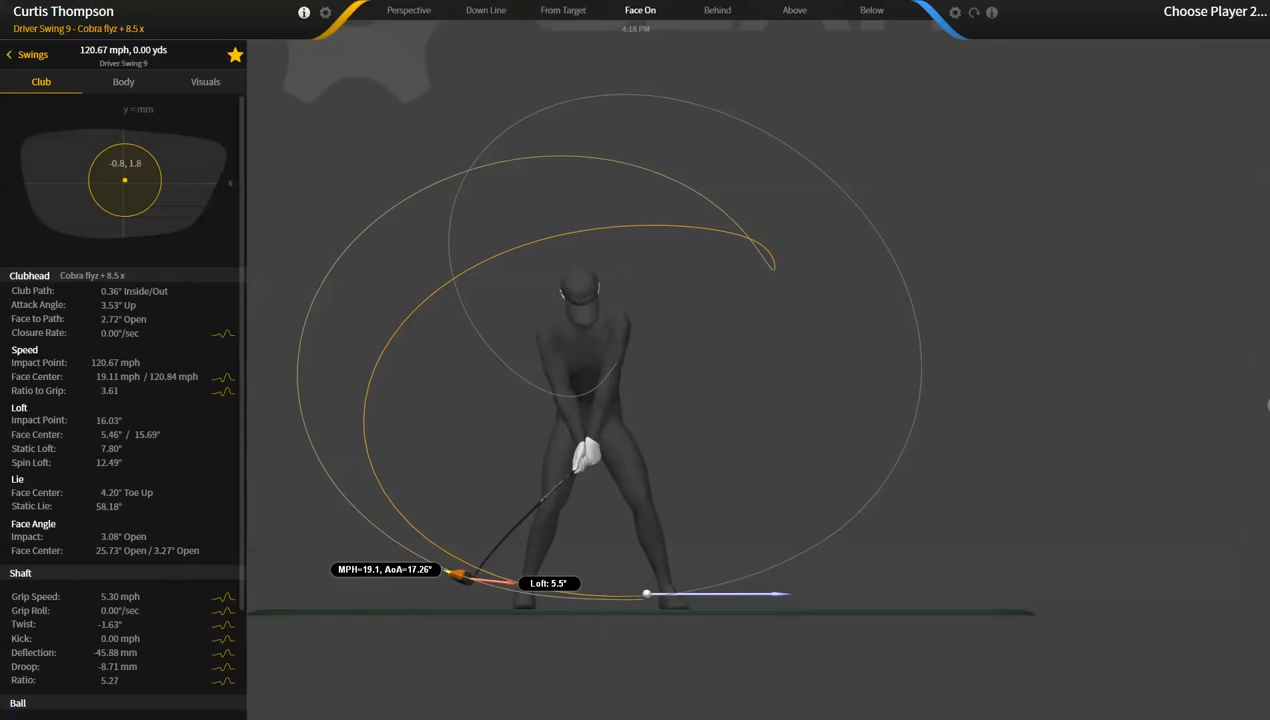 Curtis Thompson
Driver Swing 9 - Cobra flyz + 8.5 x
Perspective Down Line From Target Face On Behind Above Below
4:18 PM
Choose Player 2...
Swings
120.67 mph, 0.00 yds
Driver Swing 9
Club Body Visuals
y = mm
-0.8, 1.8
x
Clubhead Cobra flyz + 8.5 x
Club Path: 0.36° Inside/Out
Attack Angle: 3.53° Up
Face to Path: 2.72° Open
Closure Rate: 0.00°/sec
Speed
Impact Point: 120.67 mph
Face Center: 19.11 mph / 120.84 mph
Ratio to Grip: 3.61
Loft
Impact Point: 16.03°
Face Center: 5.46° / 15.69°
Static Loft: 7.80°
Spin Loft: 12.49°
Lie
Face Center: 4.20° Toe Up
Static Lie: 58.18°
Face Angle
Impact: 3.08° Open
Face Center: 25.73° Open / 3.27° Open
Shaft
Grip Speed: 5.30 mph
Grip Roll: 0.00°/sec
Twist: -1.63°
Kick: 0.00 mph
Deflection: -45.88 mm
Droop: -8.71 mm
Ratio: 5.27
Ball
MPH=19.1, AoA=17.26°
Loft: 5.5°